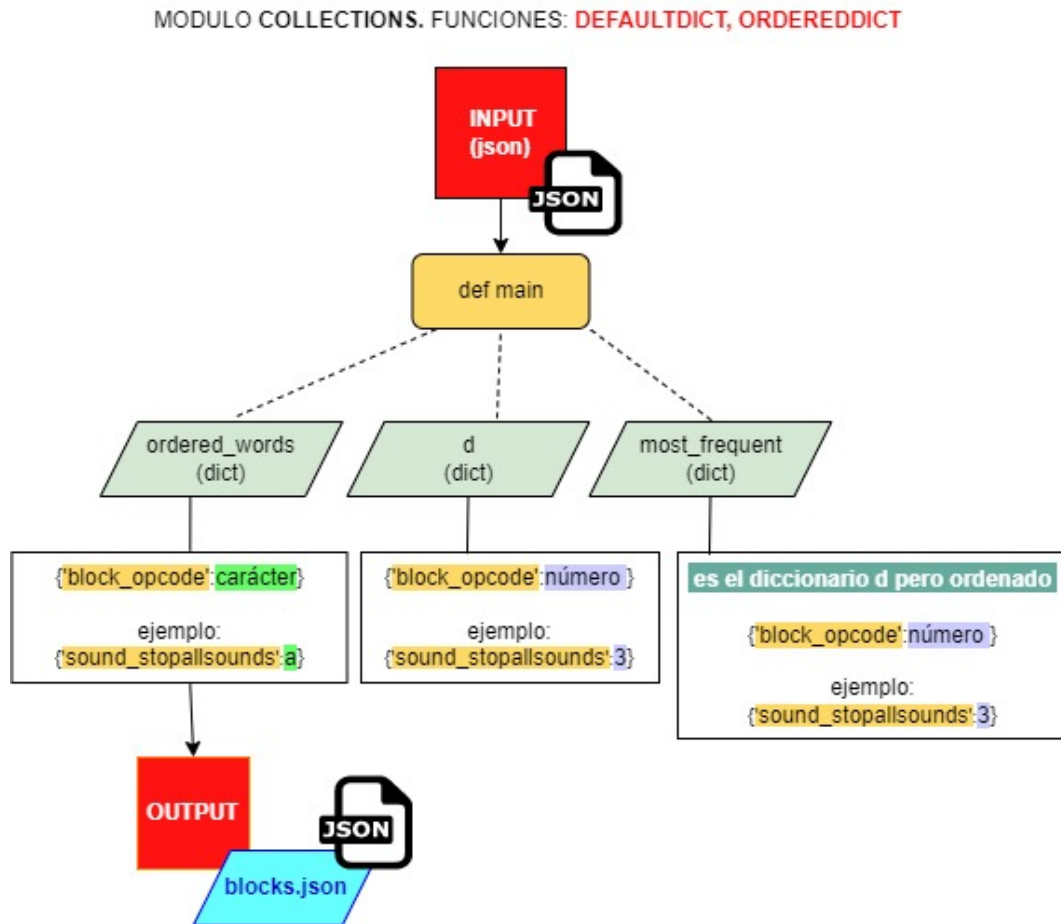 MODULO COLLECTIONS. FUNCIONES: DEFAULTDICT, ORDEREDDICT
INPUT
(json)
JSON
def main
ordered_words
(dict)
d
(dict)
most_frequent
(dict)
{'block_opcode':carácter}
ejemplo:
{'sound_stopallsounds':a}
{'block_opcode':número }
ejemplo:
{'sound_stopallsounds':3}
es el diccionario d pero ordenado
{'block_opcode':número }
ejemplo:
{'sound_stopallsounds':3}
OUTPUT
JSON
blocks.json